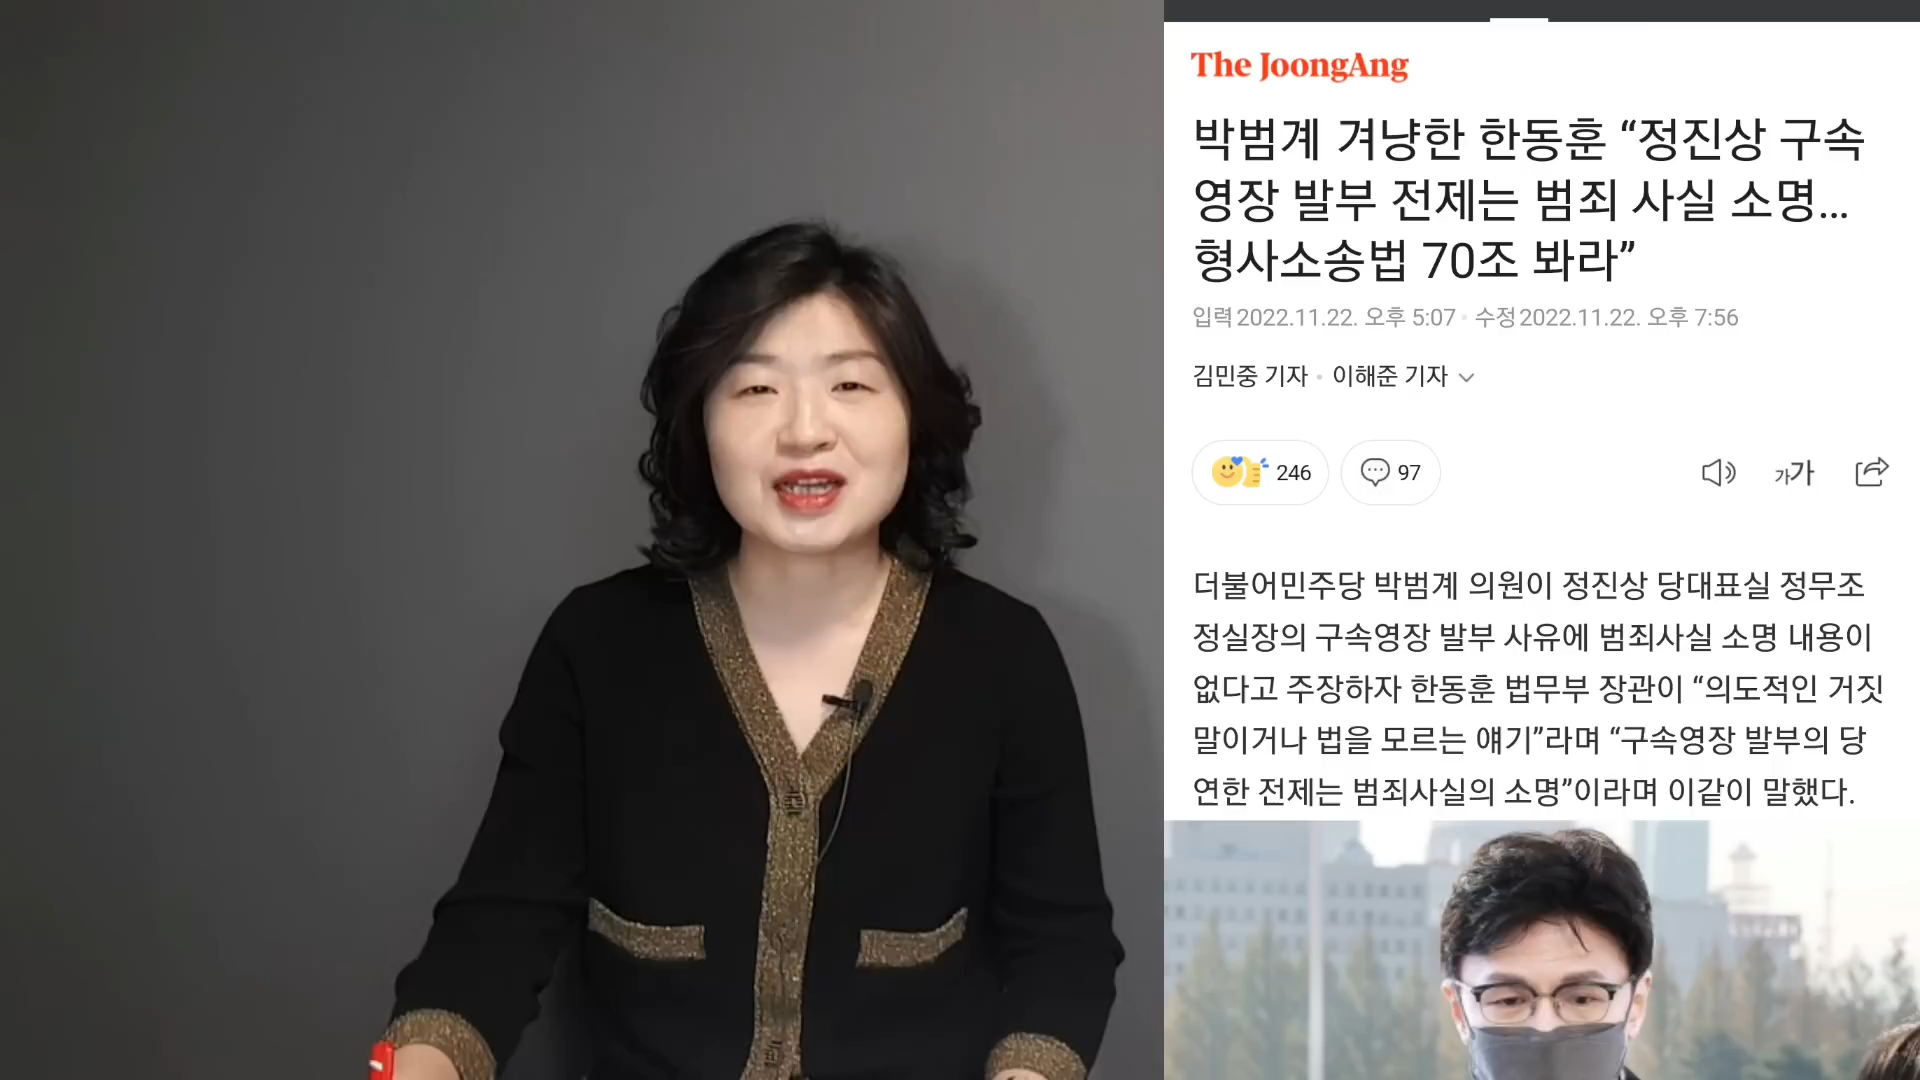 The JoongAng
박범계 겨냥한 한동훈 “정진상 구속
영장 발부 전제는 범죄 사실 소명…
형사소송법 70조 봐라”
입력 2022.11.22. 오후 5:07 · 수정 2022.11.22. 오후 7:56
김민중 기자 · 이해준 기자
246 97 가가
더불어민주당 박범계 의원이 정진상 당대표실 정무조
정실장의 구속영장 발부 사유에 범죄사실 소명 내용이
없다고 주장하자 한동훈 법무부 장관이 “의도적인 거짓
말이거나 법을 모르는 얘기”라며 “구속영장 발부의 당
연한 전제는 범죄사실의 소명”이라며 이같이 말했다.